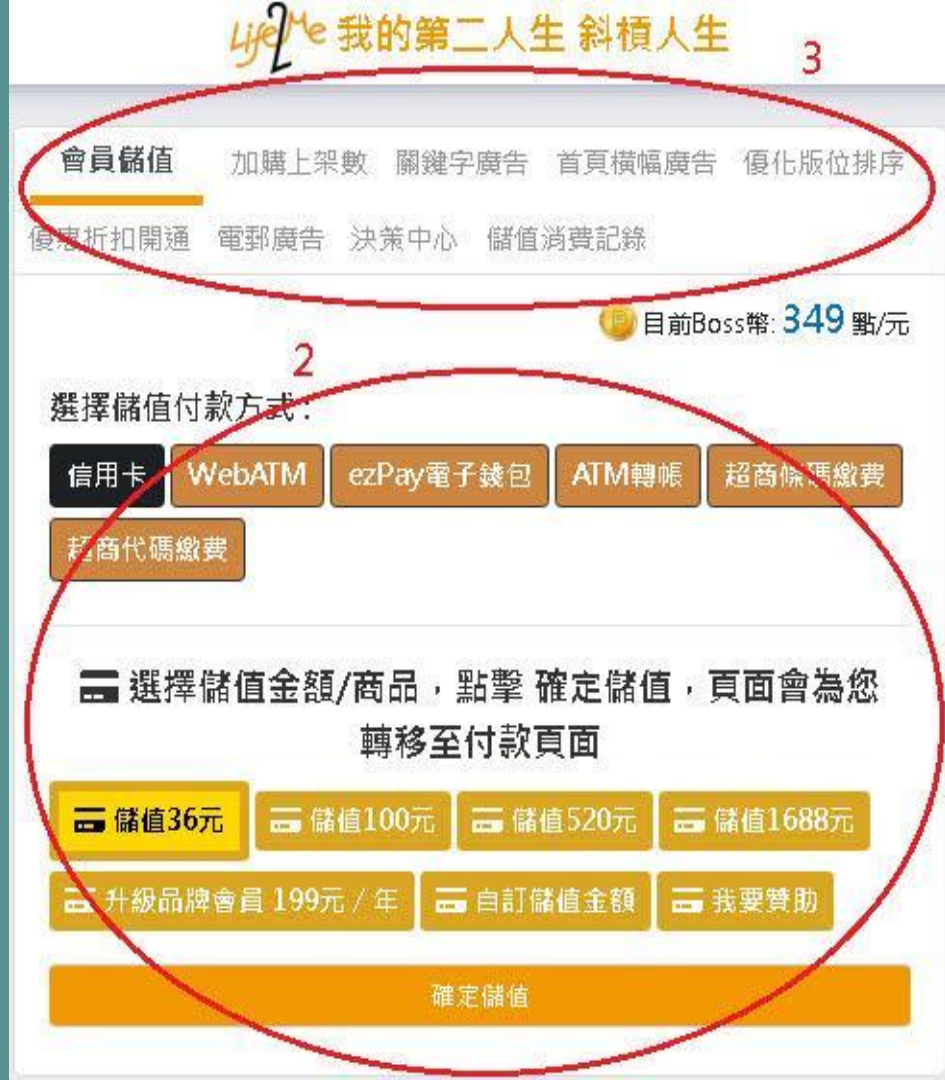 Life2Me 我的第二人生 斜槓人生
3
會員儲值 加購上架數 關鍵字廣告 首頁橫幅廣告 優化版位排序
優惠折扣開通 電郵廣告 決策中心 儲值消費記錄
目前Boss幣: 349 點/元
2
選擇儲值付款方式:
信用卡 WebATM ezPay電子錢包 ATM轉帳 超商條碼繳費
超商代碼繳費
選擇儲值金額/商品,點擊 確定儲值,頁面會為您
轉移至付款頁面
儲值36元 儲值100元 儲值520元 儲值1688元
升級品牌會員 199元 / 年 自訂儲值金額 我要贊助
確定儲值